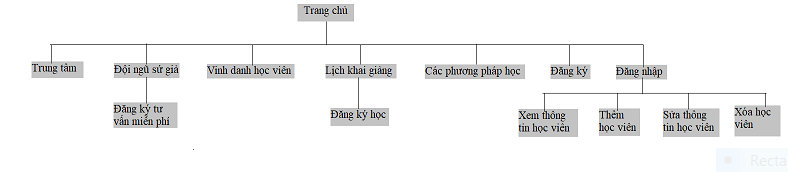 Trang chủ
Trung tâm
Đội ngũ sứ giả
Vinh danh học viên
Lịch khai giảng
Các phương pháp học
Đăng ký
Đăng nhập
Đăng ký tư
vấn miễn phí
Đăng ký học
Xem thông
tin học viên
Thêm
học viên
Sửa thông
tin học viên
Xóa học
viên
Recta